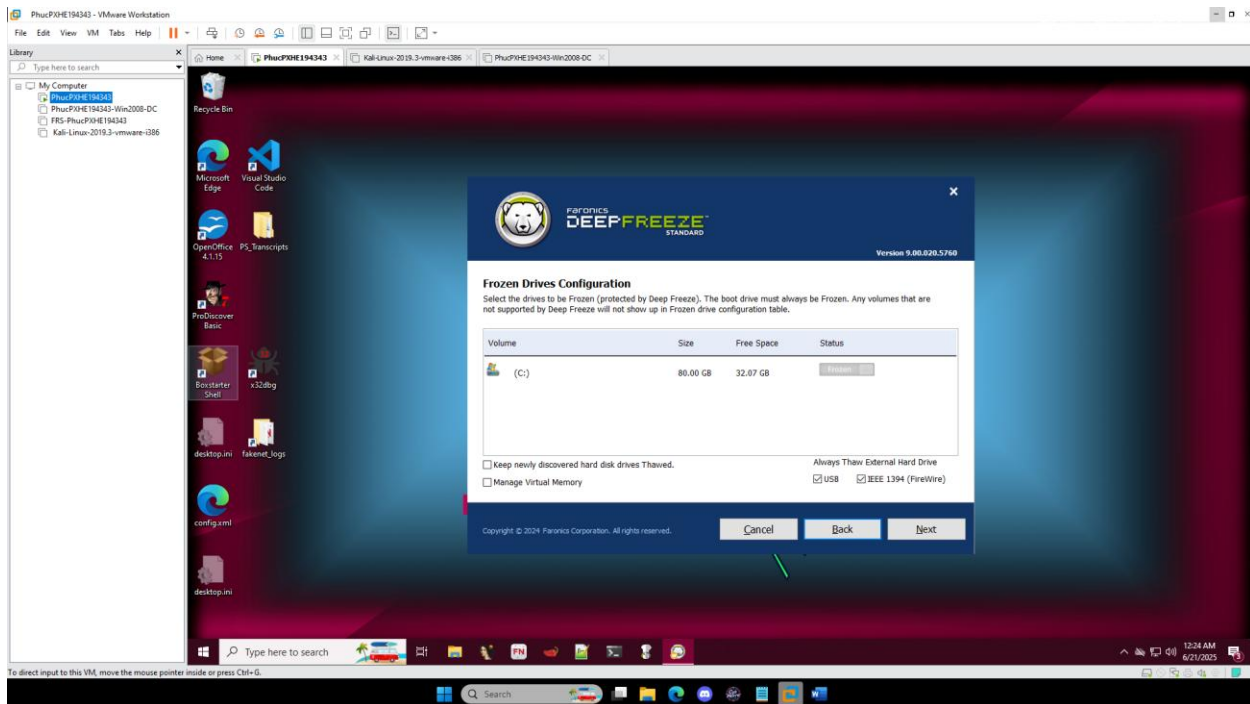 PhucPXHE194343 - VMware Workstation
File Edit View VM Tabs Help
Library
Type here to search
My Computer
PhucPXHE194343
PhucPXHE194343-Win2008-DC
FRS-PhucPXHE194343
Kali-Linux-2019.3-vmware-i386
Home
PhucPXHE194343
Kali-Linux-2019.3-vmware-i386
PhucPXHE194343-Win2008-DC
Recycle Bin
Microsoft
Edge
Visual Studio
Code
OpenOffice
4.1.15
PS_Transcripts
ProDiscover
Basic
Boxstarter
Shell
x32dbg
desktop.ini
fakenet_logs
config.xml
desktop.ini
Faronics
DEEPFREEZE
STANDARD
Version 9.00.020.5760
Frozen Drives Configuration
Select the drives to be Frozen (protected by Deep Freeze). The boot drive must always be Frozen. Any volumes that are
not supported by Deep Freeze will not show up in Frozen drive configuration table.
Volume Size Free Space Status
(C:) 80.00 GB 32.07 GB Frozen
Keep newly discovered hard disk drives Thawed.
Always Thaw External Hard Drive
Manage Virtual Memory
USB IEEE 1394 (FireWire)
Copyright © 2024 Faronics Corporation. All rights reserved.
Cancel Back Next
Type here to search
FN
12:24 AM
6/21/2025
3
To direct input to this VM, move the mouse pointer inside or press Ctrl+G.
Search